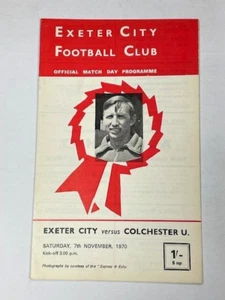 EXETER CITY
FOOTBALL CLUB
OFFICIAL MATCH DAY PROGRAMME
EXETER CITY versus COLCHESTER U.
SATURDAY, 7th NOVEMBER, 1970
Kick-off 3.00 p.m.
1/-
5 np
Photographs by courtesy of the "Express & Echo